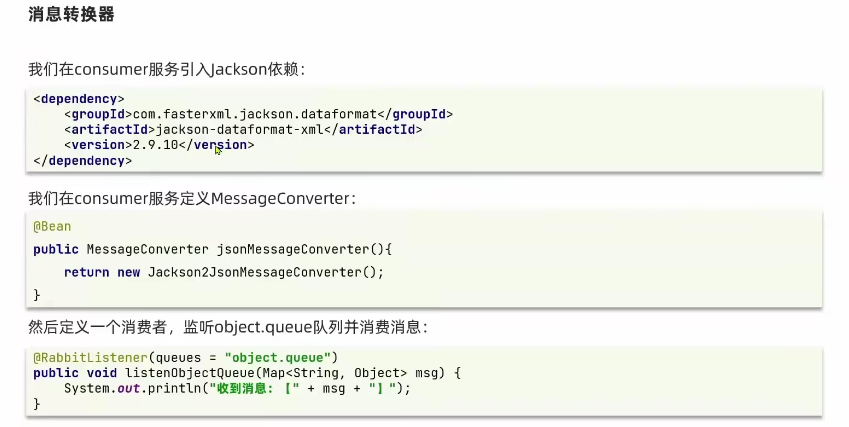 消息转换器
我们在consumer服务引入Jackson依赖：
<dependency>
    <groupId>com.fasterxml.jackson.dataformat</groupId>
    <artifactId>jackson-dataformat-xml</artifactId>
    <version>2.9.10</version>
</dependency>
我们在consumer服务定义MessageConverter：
@Bean
public MessageConverter jsonMessageConverter(){
    return new Jackson2JsonMessageConverter();
}
然后定义一个消费者，监听object.queue队列并消费消息：
@RabbitListener(queues = "object.queue")
public void listenObjectQueue(Map<String, Object> msg) {
    System.out.println("收到消息：【" + msg + "】");
}